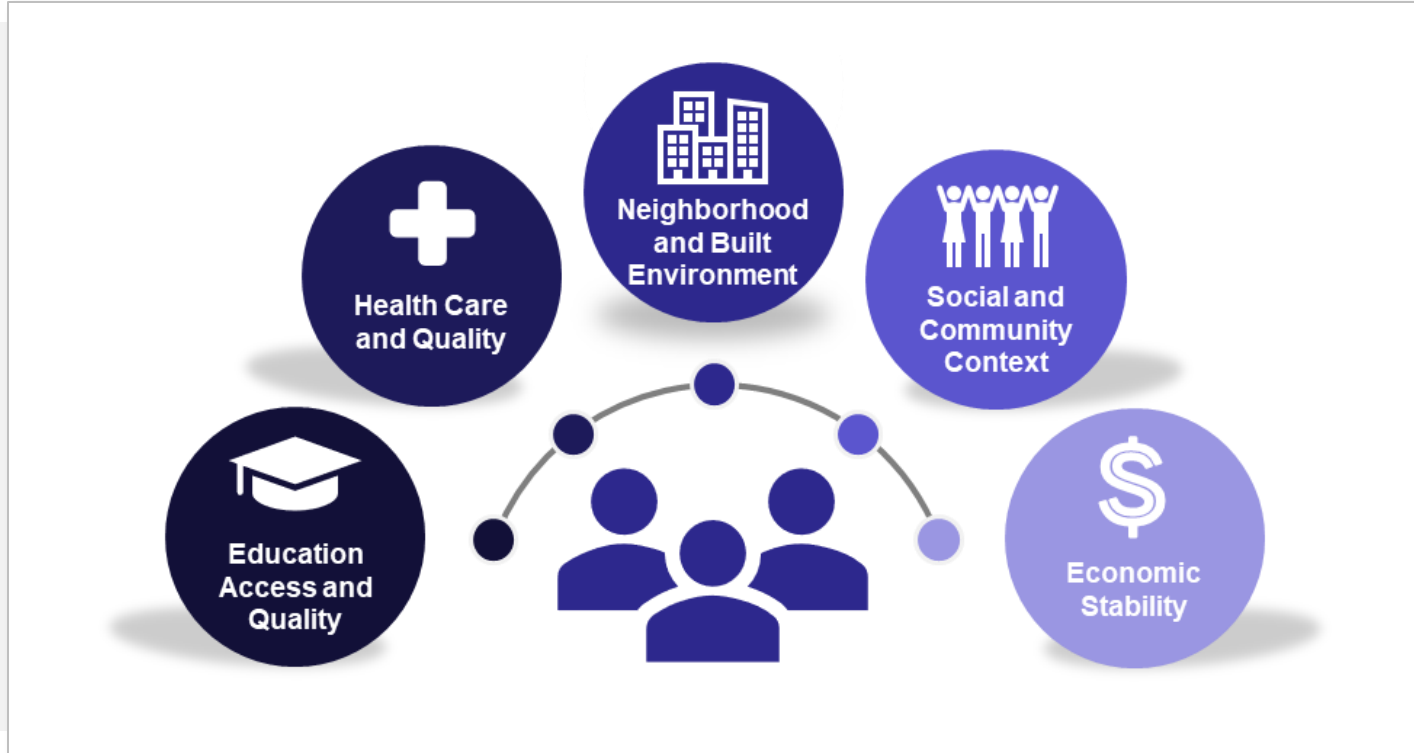 Education
Access and
Quality
Health Care
and Quality
Neighborhood
and Built
Environment
Social and
Community
Context
Economic
Stability